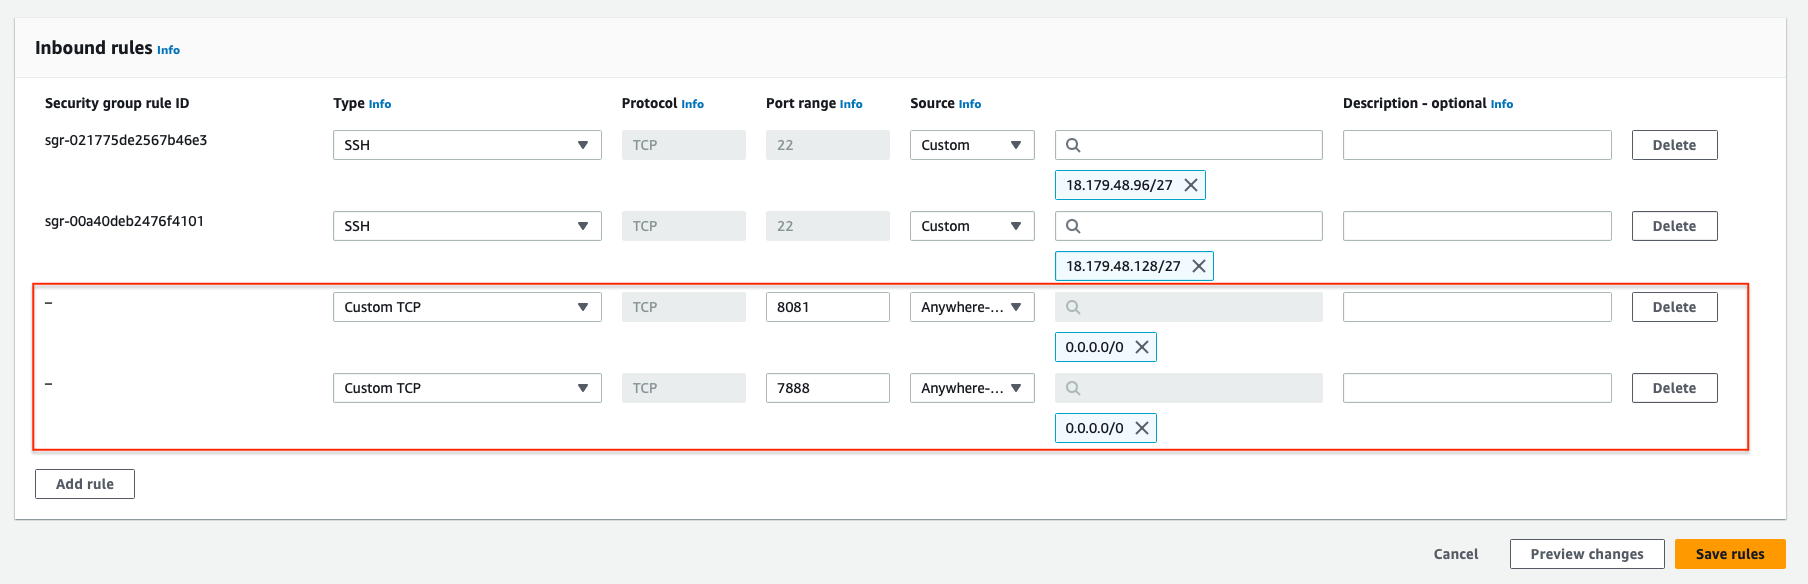 Inbound rules Info
Security group rule ID Type Info Protocol Info Port range Info Source Info Description - optional Info
sgr-021775de2567b46e3 SSH TCP 22 Custom Delete
18.179.48.96/27
sgr-00a40deb2476f4101 SSH TCP 22 Custom Delete
18.179.48.128/27
– Custom TCP TCP 8081 Anywhere-... Delete
0.0.0.0/0
– Custom TCP TCP 7888 Anywhere-... Delete
0.0.0.0/0
Add rule
Cancel Preview changes Save rules